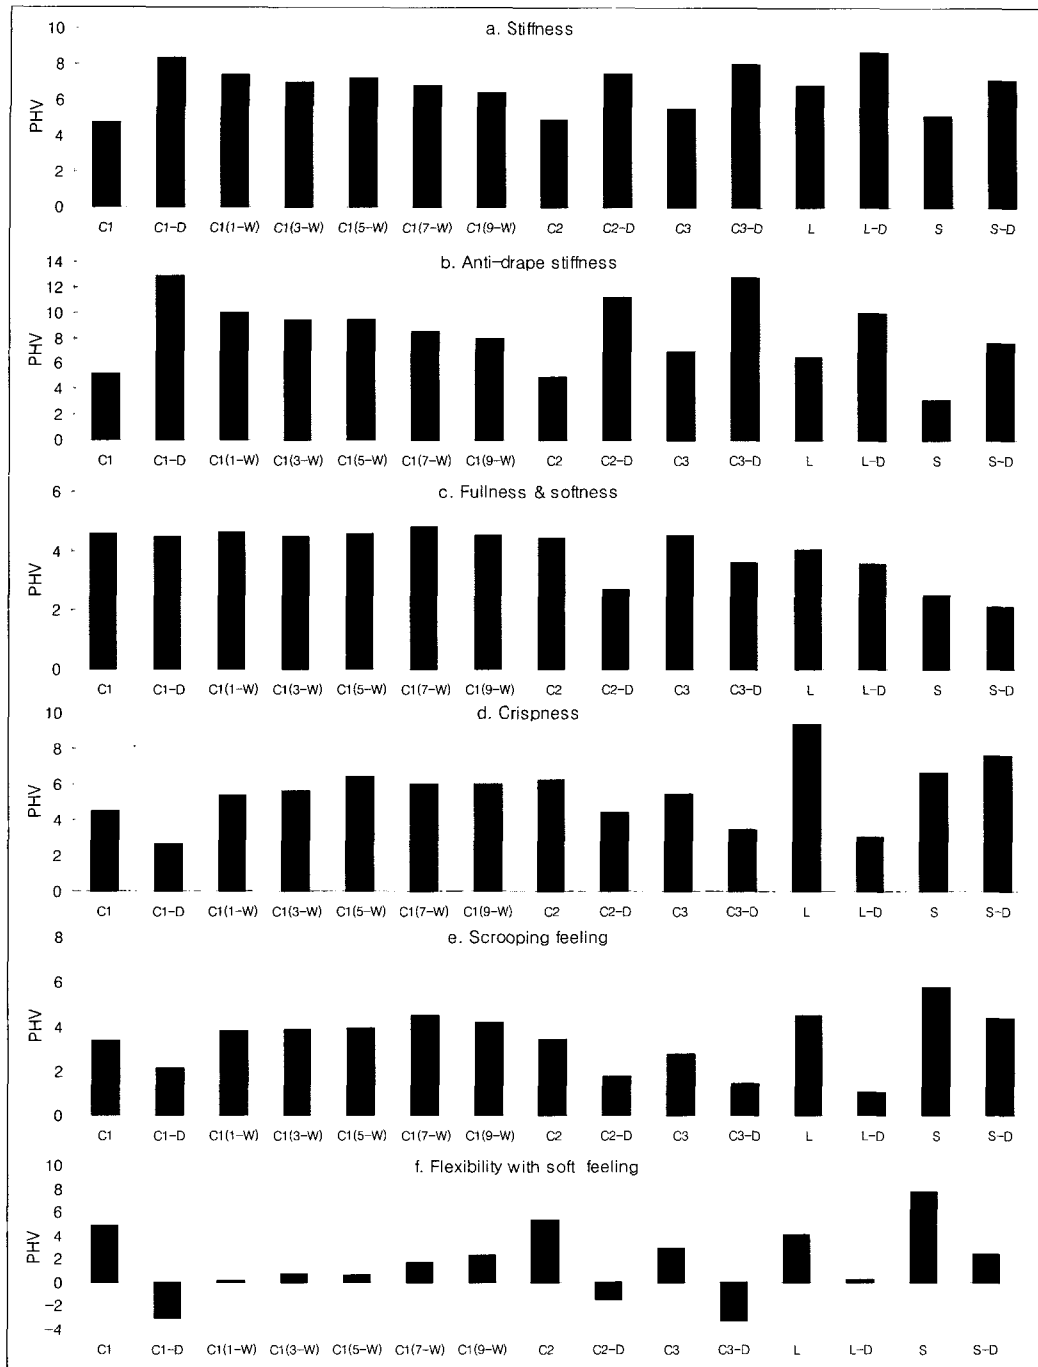 a. Stiffness
10
8
6
4
2
0
PHV
C1 C1-D C1(1-W) C1(3-W) C1(5-W) C1(7-W) C1(9-W) C2 C2-D C3 C3-D L L-D S S-D
b. Anti-drape stiffness
14
12
10
8
6
4
2
0
PHV
C1 C1-D C1(1-W) C1(3-W) C1(5-W) C1(7-W) C1(9-W) C2 C2-D C3 C3-D L L-D S S-D
c. Fullness & softness
6
4
2
0
PHV
C1 C1-D C1(1-W) C1(3-W) C1(5-W) C1(7-W) C1(9-W) C2 C2-D C3 C3-D L L-D S S-D
d. Crispness
10
8
6
4
2
0
PHV
C1 C1-D C1(1-W) C1(3-W) C1(5-W) C1(7-W) C1(9-W) C2 C2-D C3 C3-D L L-D S S-D
e. Scrooping feeling
8
6
4
2
0
PHV
C1 C1-D C1(1-W) C1(3-W) C1(5-W) C1(7-W) C1(9-W) C2 C2-D C3 C3-D L L-D S S-D
f. Flexibility with soft feeling
10
8
6
4
2
0
-2
-4
PHV
C1 C1-D C1(1-W) C1(3-W) C1(5-W) C1(7-W) C1(9-W) C2 C2-D C3 C3-D L L-D S S-D